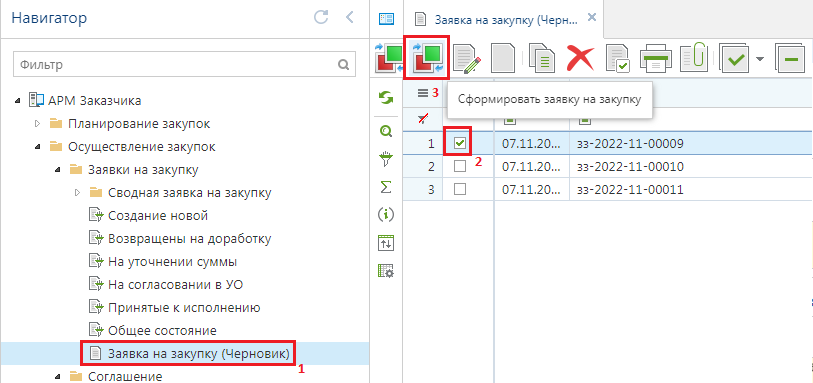 Навигатор
Фильтр
АРМ Заказчика
Планирование закупок
Осуществление закупок
Заявки на закупку
Сводная заявка на закупку
Создание новой
Возвращены на доработку
На уточнении суммы
На согласовании в УО
Принятые к исполнению
Общее состояние
Заявка на закупку (Черновик)
1
Соглашение
Заявка на закупку (Черн...
3
Сформировать заявку на закупку
1 07.11.20... зз-2022-11-00009
2
2 07.11.20... зз-2022-11-00010
3 07.11.20... зз-2022-11-00011